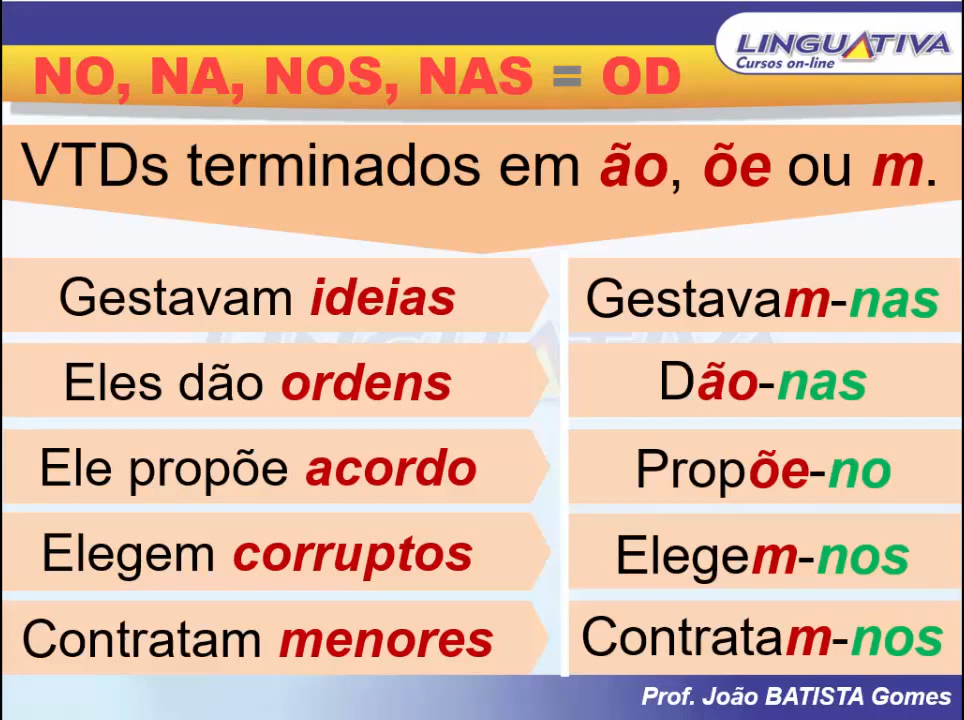 LINGUATIVA
Cursos on-line
NO, NA, NOS, NAS = OD
VTDs terminados em ão, õe ou m.
Gestavam ideias
Gestavam-nas
Eles dão ordens
Dão-nas
Ele propõe acordo
Propõe-no
Elegem corruptos
Elegem-nos
Contratam menores
Contratam-nos
Prof. João BATISTA Gomes